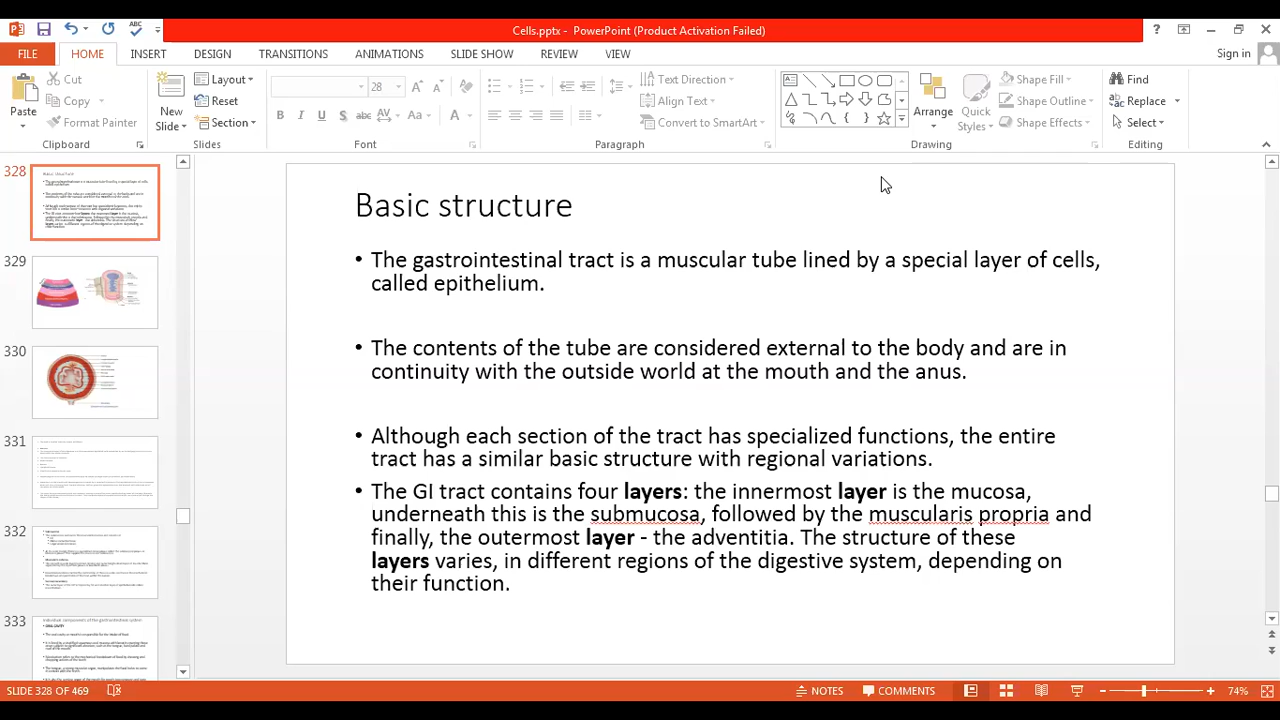 Cells.pptx - PowerPoint (Product Activation Failed)
FILE HOME INSERT DESIGN TRANSITIONS ANIMATIONS SLIDE SHOW REVIEW VIEW Sign in
Paste Cut Copy Format Painter
Clipboard
New Slide Layout Reset Section
Slides
28
B I U S abc AV Aa A
Font
Text Direction Align Text Convert to SmartArt
Paragraph
Arrange Quick Styles Shape Fill Shape Outline Shape Effects
Drawing
Find Replace Select
Editing
328
329
330
331
332
333
Basic structure
• The gastrointestinal tract is a muscular tube lined by a special layer of cells,
called epithelium.
• The contents of the tube are considered external to the body and are in
continuity with the outside world at the mouth and the anus.
• Although each section of the tract has specialized functions, the entire
tract has a similar basic structure with regional variations.
• The GI tract contains four layers: the innermost layer is the mucosa,
underneath this is the submucosa, followed by the muscularis propria and
finally, the outermost layer - the adventitia. The structure of these
layers varies, in different regions of the digestive system, depending on
their function.
SLIDE 328 OF 469 NOTES COMMENTS 74%